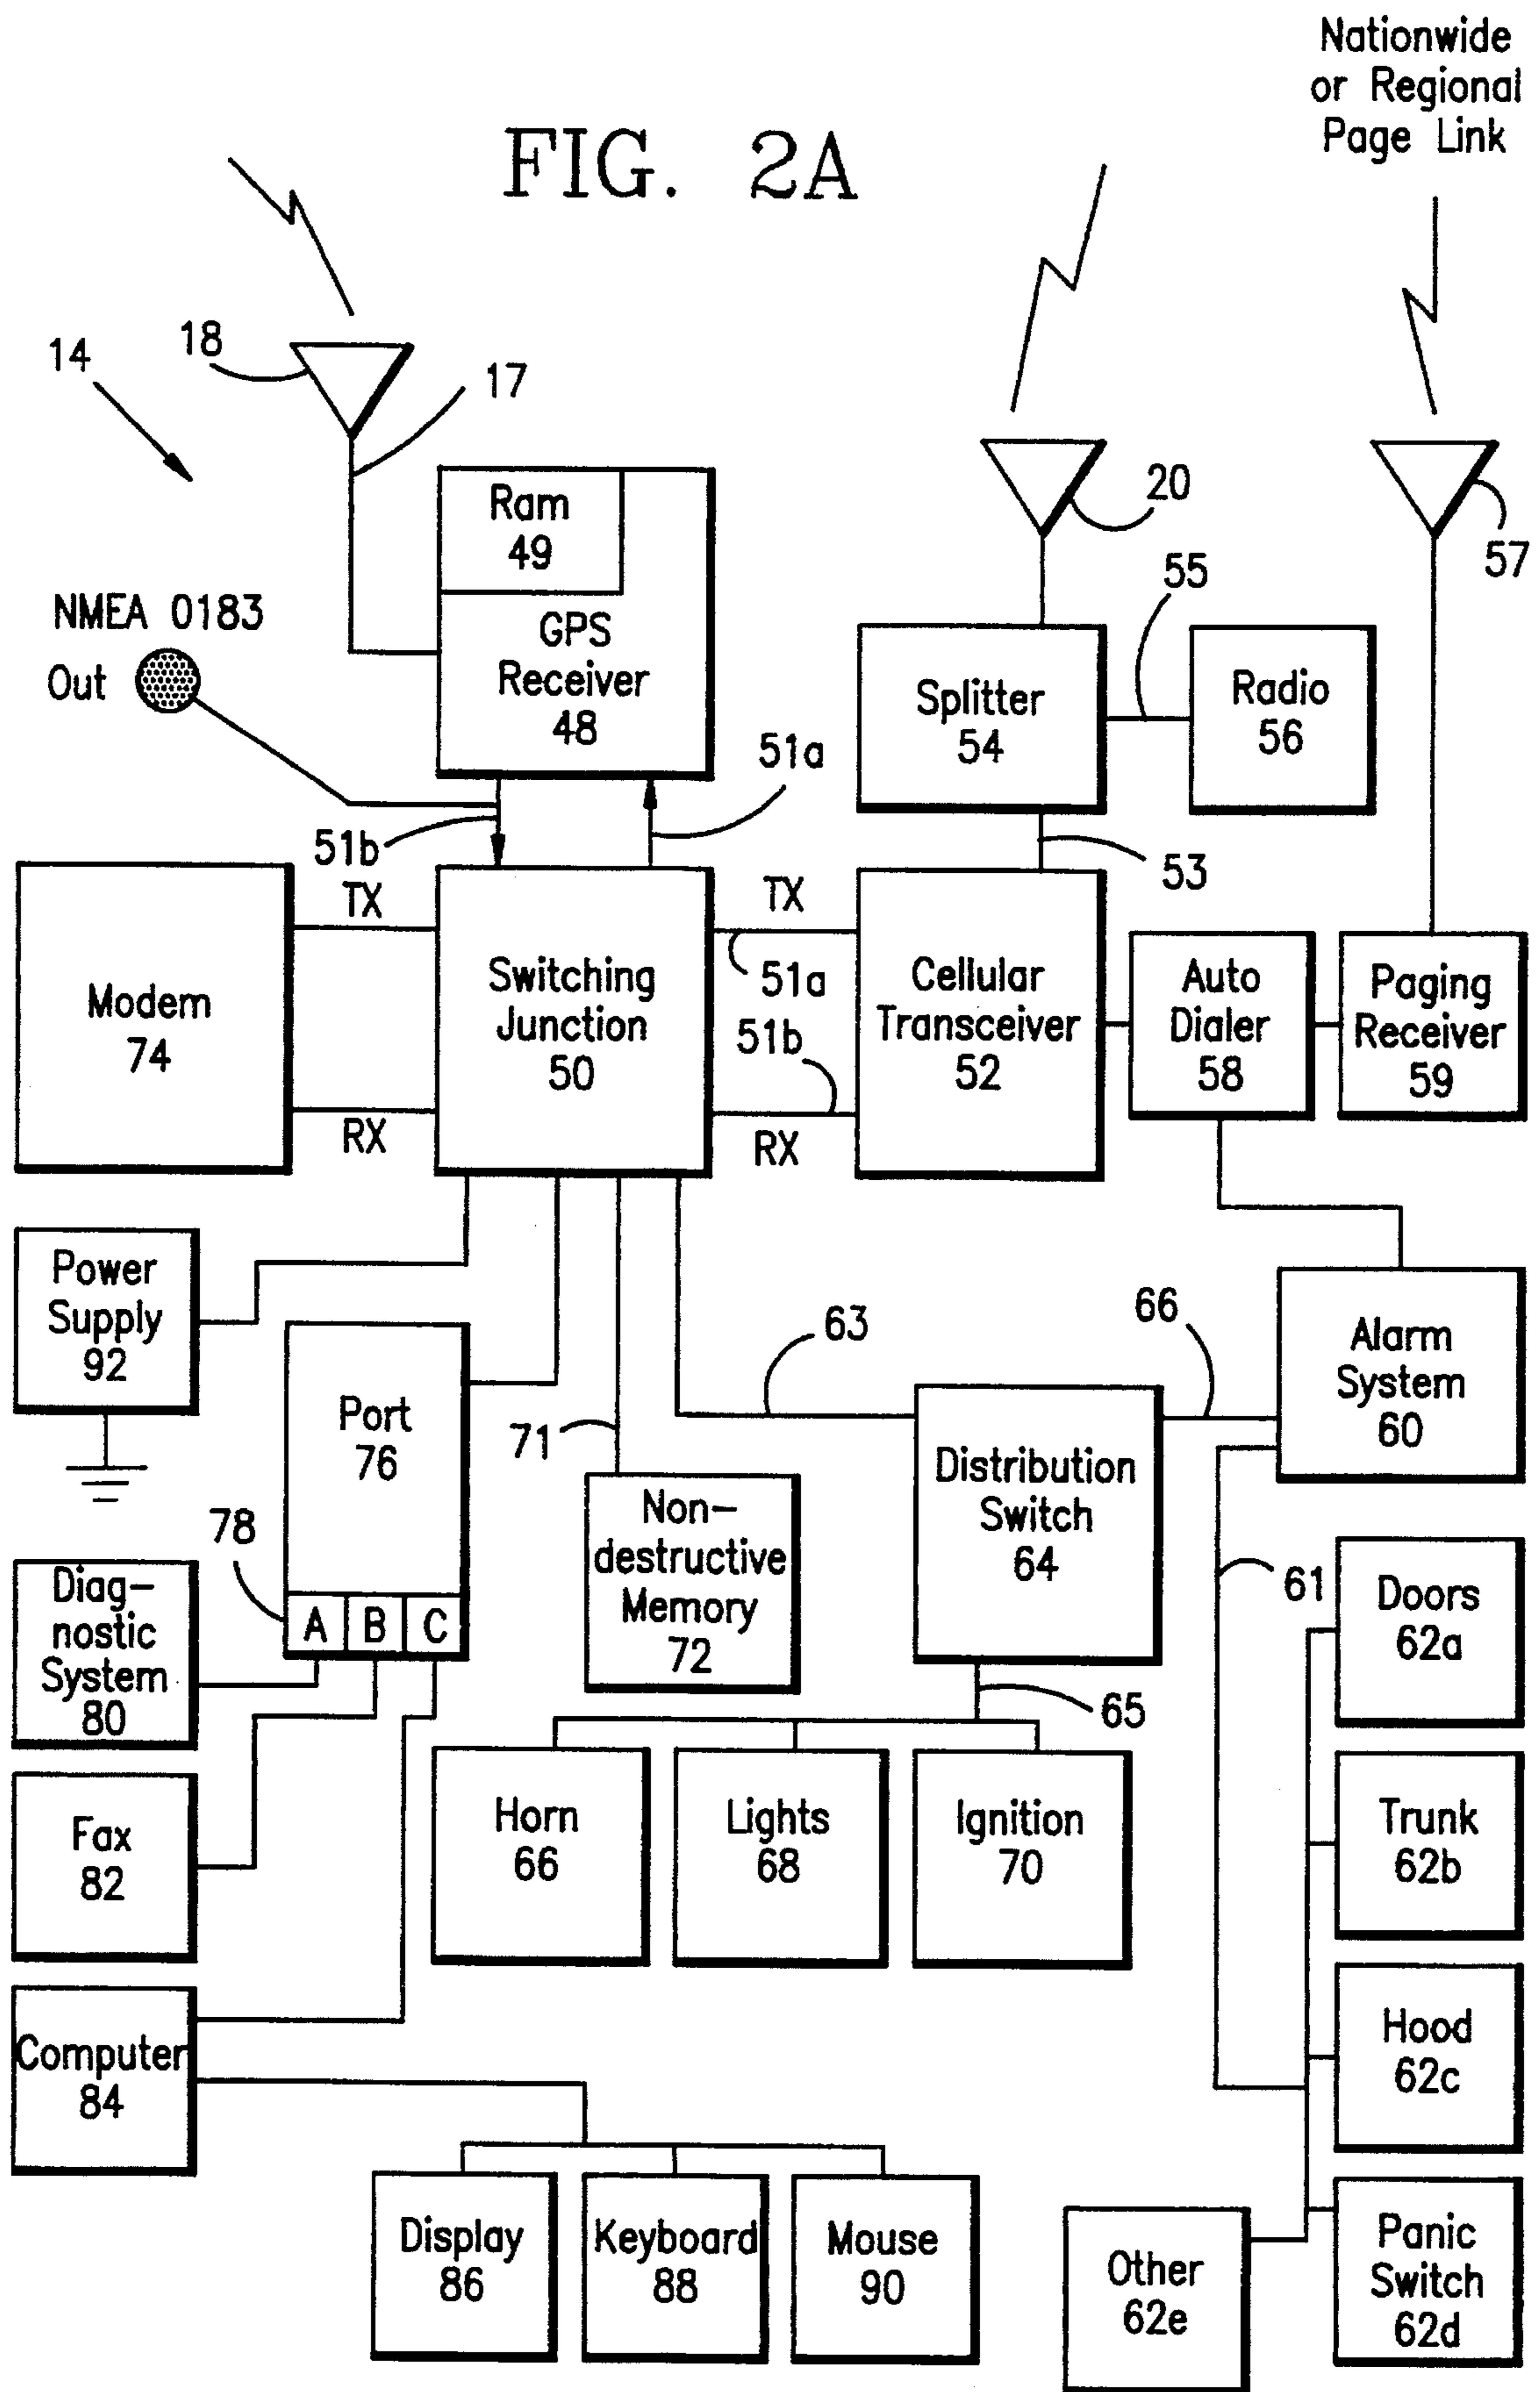 Nationwide
or Regional
Page Link
FIG. 2A
14
18
17
20
57
Ram
49
GPS
Receiver
48
NMEA 0183
Out
55
Splitter
54
Radio
56
51a
51b
53
TX
TX
Modem
74
Switching
Junction
50
51a
51b
Cellular
Transceiver
52
Auto
Dialer
58
Paging
Receiver
59
RX
RX
Power
Supply
92
Port
76
71
63
66
Alarm
System
60
Distribution
Switch
64
Non-
destructive
Memory
72
78
A B C
61
Diag-
nostic
System
80
65
Doors
62a
Fax
82
Horn
66
Lights
68
Ignition
70
Trunk
62b
Computer
84
Hood
62c
Display
86
Keyboard
88
Mouse
90
Other
62e
Panic
Switch
62d